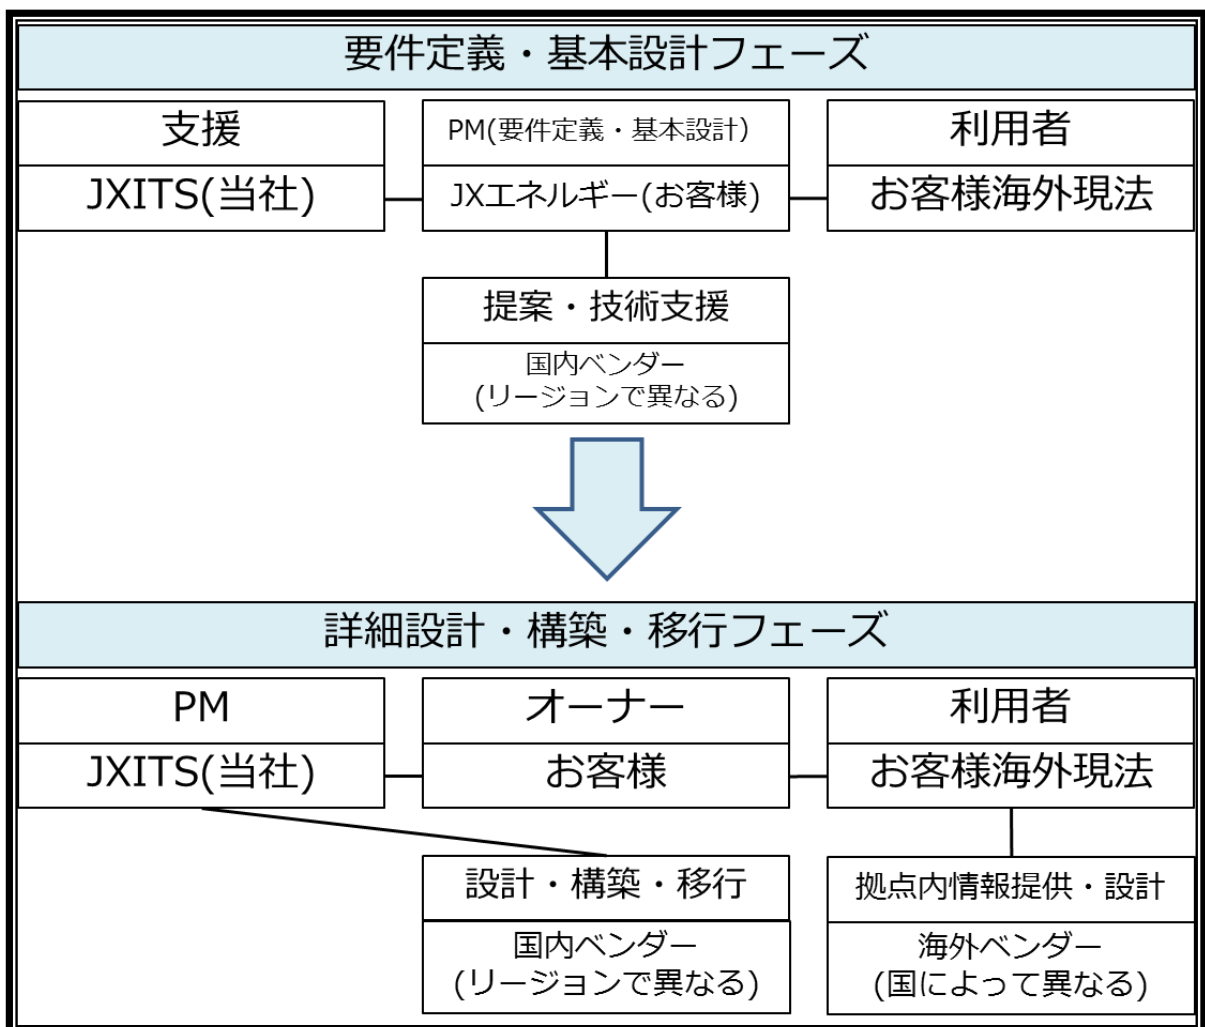 要件定義・基本設計フェーズ
支援
JXITS(当社)
PM(要件定義・基本設計)
JXエネルギー(お客様)
利用者
お客様海外現法
提案・技術支援
国内ベンダー
(リージョンで異なる)
詳細設計・構築・移行フェーズ
PM
JXITS(当社)
オーナー
お客様
利用者
お客様海外現法
設計・構築・移行
国内ベンダー
(リージョンで異なる)
拠点内情報提供・設計
海外ベンダー
(国によって異なる)